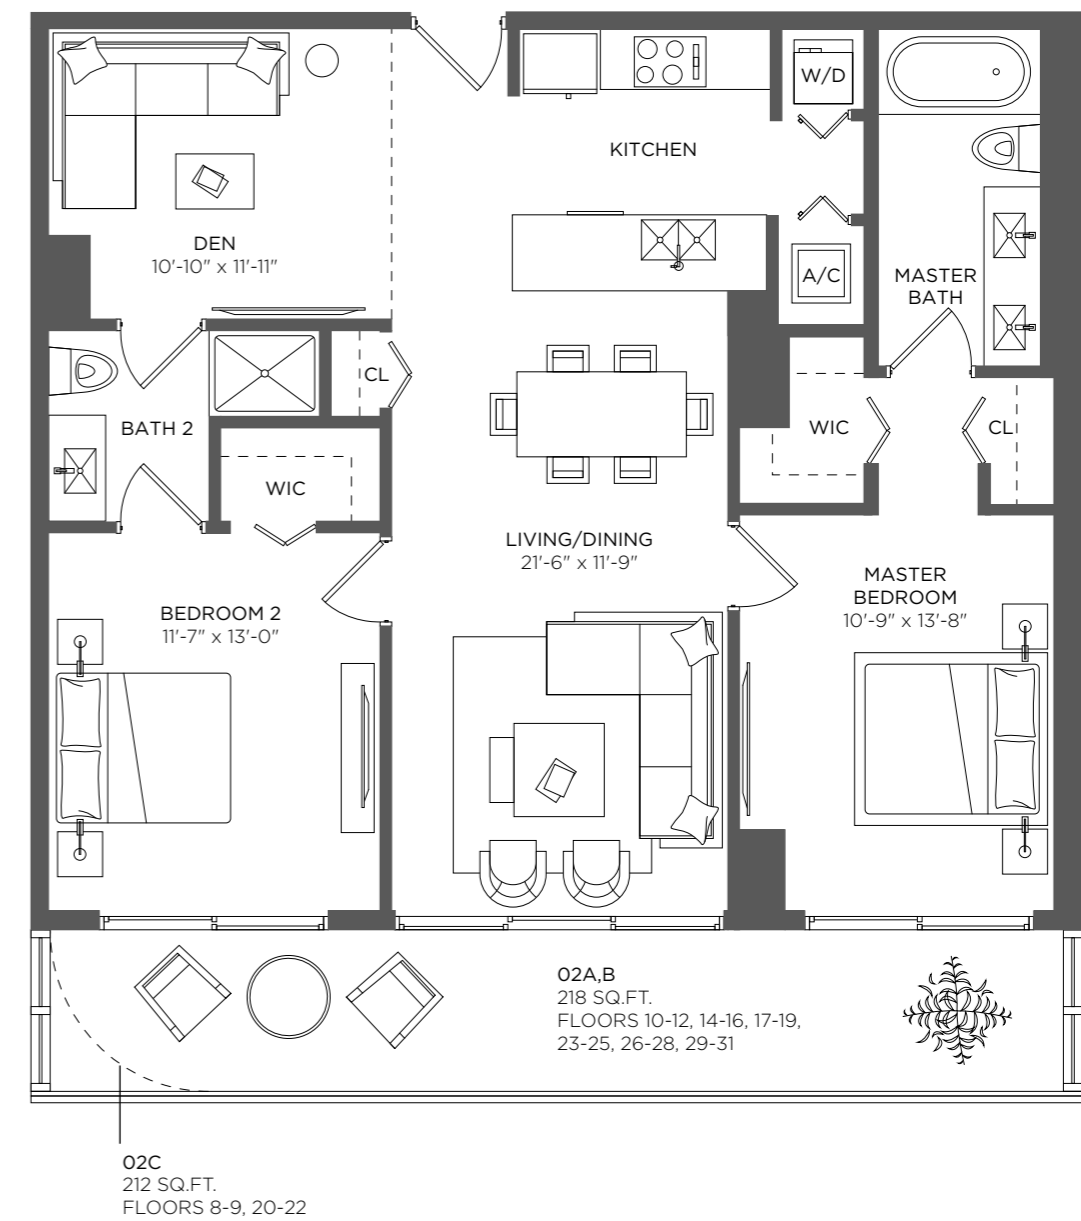 W/D
KITCHEN
DEN
10'-10" x 11'-11"
A/C
MASTER
BATH
CL
BATH 2
WIC
CL
WIC
LIVING/DINING
21'-6" x 11'-9"
MASTER
BEDROOM
10'-9" x 13'-8"
BEDROOM 2
11'-7" x 13'-0"
02A,B
218 SQ.FT.
FLOORS 10-12, 14-16, 17-19,
23-25, 26-28, 29-31
02C
212 SQ.FT.
FLOORS 8-9, 20-22